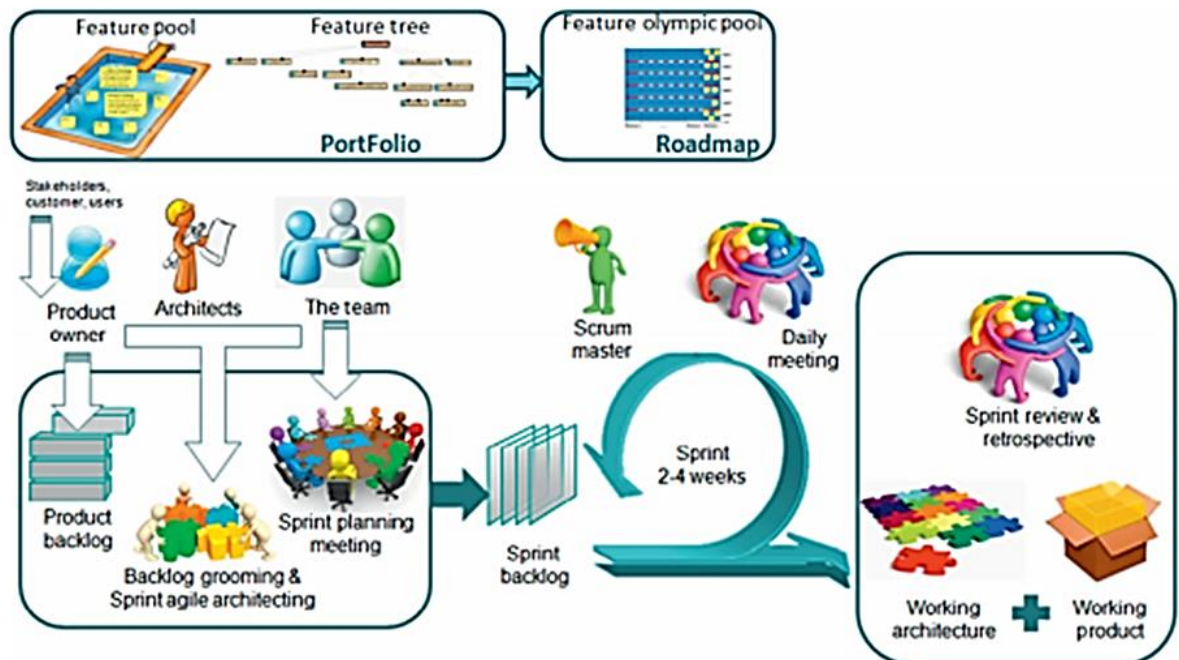 Feature pool
Feature tree
Feature olympic pool
PortFolio
Roadmap
Stakeholders,
customer, users
Product
owner
Architects
The team
Scrum
master
Daily
meeting
Sprint review &
retrospective
Sprint
2-4 weeks
Product
backlog
Sprint planning
meeting
Backlog grooming &
Sprint agile architecting
Sprint
backlog
Working
architecture
Working
product